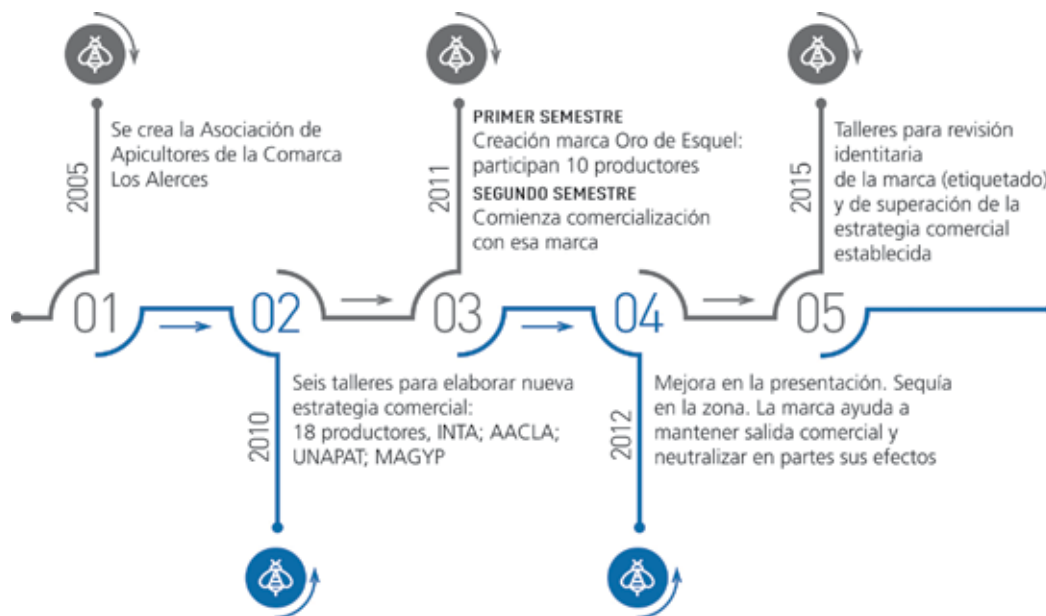 2005
Se crea la Asociación de
Apicultores de la Comarca
Los Alerces
01
02
2010
Seis talleres para elaborar nueva
estrategia comercial:
18 productores, INTA; AACLA;
UNAPAT; MAGYP
2011
PRIMER SEMESTRE
Creación marca Oro de Esquel:
participan 10 productores
SEGUNDO SEMESTRE
Comienza comercialización
con esa marca
03
04
2012
Mejora en la presentación. Sequía
en la zona. La marca ayuda a
mantener salida comercial y
neutralizar en partes sus efectos
2015
Talleres para revisión
identitaria
de la marca (etiquetado)
y de superación de la
estrategia comercial
establecida
05